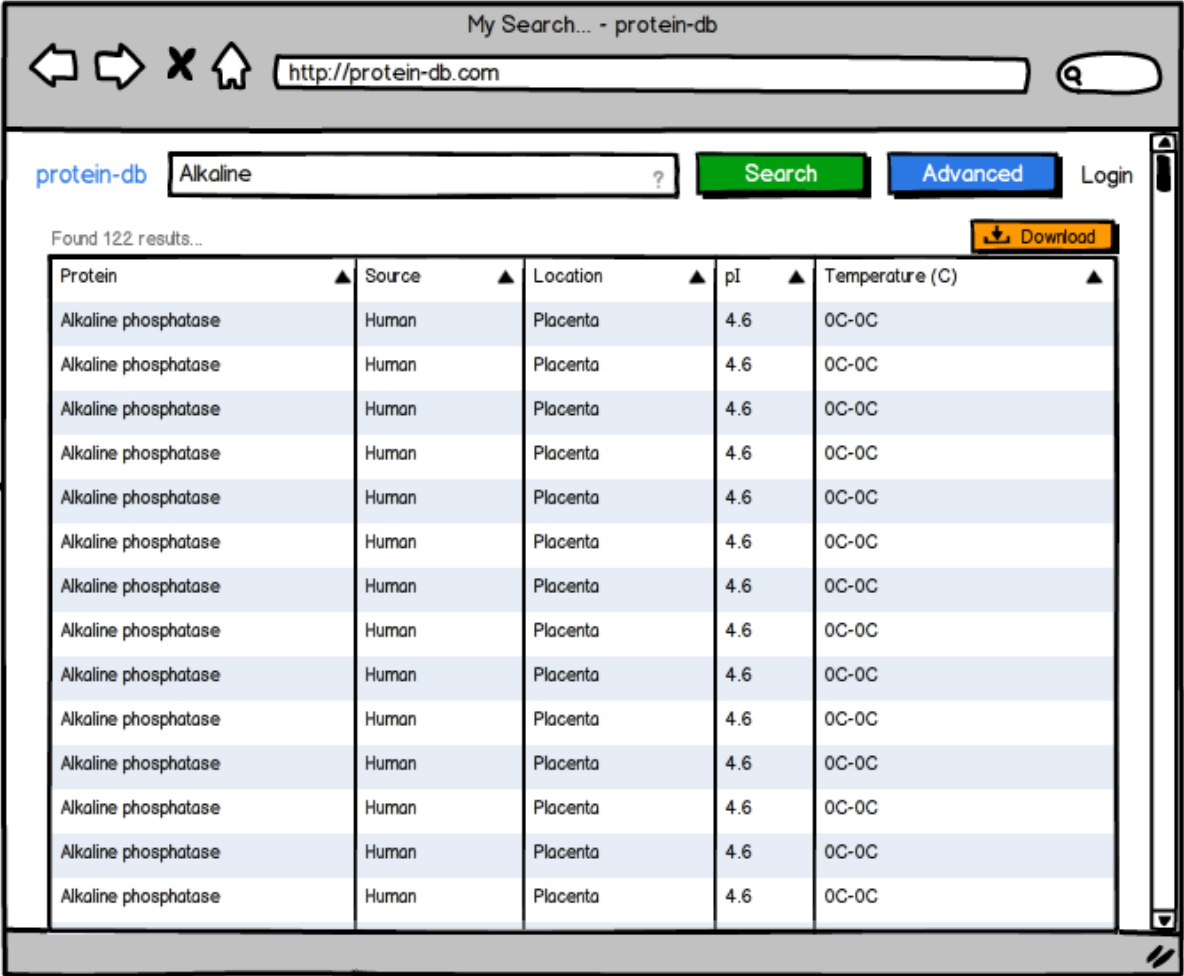 My Search... - protein-db
http://protein-db.com
protein-db Alkaline ? Search Advanced Login
Found 122 results... Download
Protein Source Location pI Temperature (C)
Alkaline phosphatase Human Placenta 4.6 0C-0C
Alkaline phosphatase Human Placenta 4.6 0C-0C
Alkaline phosphatase Human Placenta 4.6 0C-0C
Alkaline phosphatase Human Placenta 4.6 0C-0C
Alkaline phosphatase Human Placenta 4.6 0C-0C
Alkaline phosphatase Human Placenta 4.6 0C-0C
Alkaline phosphatase Human Placenta 4.6 0C-0C
Alkaline phosphatase Human Placenta 4.6 0C-0C
Alkaline phosphatase Human Placenta 4.6 0C-0C
Alkaline phosphatase Human Placenta 4.6 0C-0C
Alkaline phosphatase Human Placenta 4.6 0C-0C
Alkaline phosphatase Human Placenta 4.6 0C-0C
Alkaline phosphatase Human Placenta 4.6 0C-0C
Alkaline phosphatase Human Placenta 4.6 0C-0C